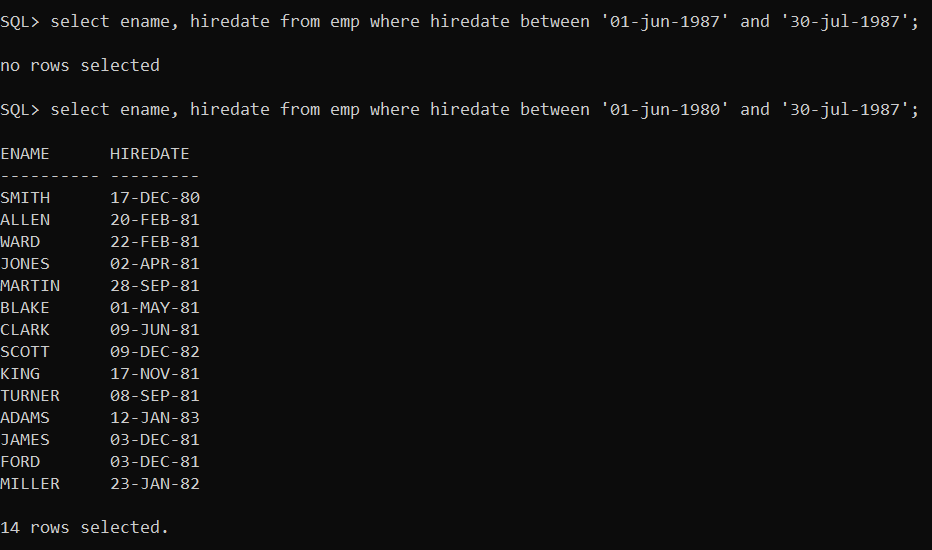 SQL> select ename, hiredate from emp where hiredate between '01-jun-1987' and '30-jul-1987';
no rows selected
SQL> select ename, hiredate from emp where hiredate between '01-jun-1980' and '30-jul-1987';
ENAME      HIREDATE
---------- ---------
SMITH      17-DEC-80
ALLEN      20-FEB-81
WARD       22-FEB-81
JONES      02-APR-81
MARTIN     28-SEP-81
BLAKE      01-MAY-81
CLARK      09-JUN-81
SCOTT      09-DEC-82
KING       17-NOV-81
TURNER     08-SEP-81
ADAMS      12-JAN-83
JAMES      03-DEC-81
FORD       03-DEC-81
MILLER     23-JAN-82
14 rows selected.